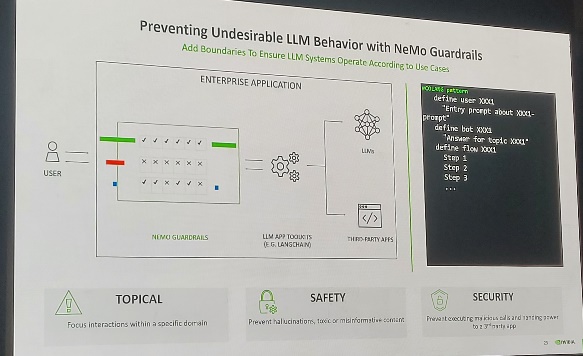 Preventing Undesirable LLM Behavior with NeMo Guardrails
Add Boundaries To Ensure LLM Systems Operate According to Use Cases
ENTERPRISE APPLICATION
USER
NEMO GUARDRAILS
LLM APP TOOLKITS
(E.G. LANGCHAIN)
LLMs
THIRD-PARTY APPS
pattern
define user XXX1
"Entry prompt about XXX1-
prompt"
define bot XXX1
"Answer for topic XXX1"
define flow XXX1
Step 1
Step 2
Step 3
...
TOPICAL
Focus interactions within a specific domain
SAFETY
Prevent hallucinations, toxic or misinformative content
SECURITY
Prevent executing malicious calls and handing power
to a 3rd party app
NVIDIA